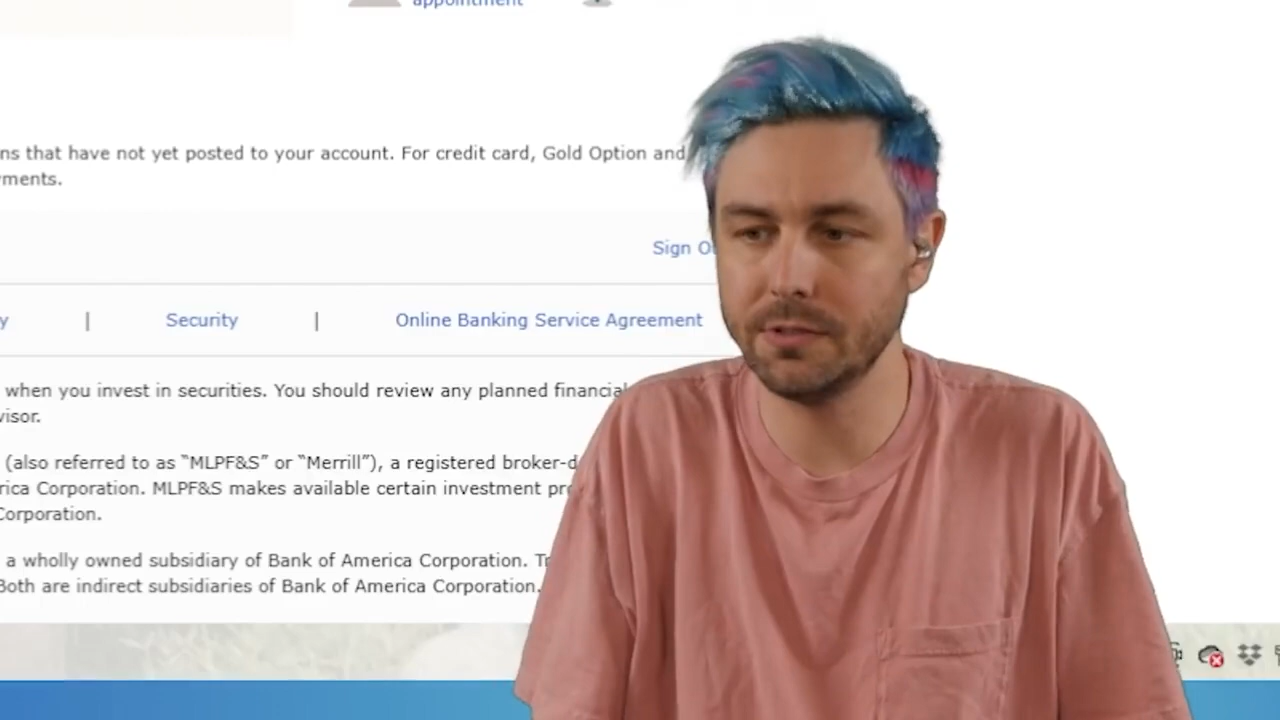 appointment
ns that have not yet posted to your account. For credit card, Gold Option and
ments.
Sign O
y | Security | Online Banking Service Agreement
when you invest in securities. You should review any planned financial
visor.
(also referred to as “MLPF&S” or “Merrill”), a registered broker-d
rica Corporation. MLPF&S makes available certain investment pro
Corporation.
a wholly owned subsidiary of Bank of America Corporation. Tr
Both are indirect subsidiaries of Bank of America Corporation.